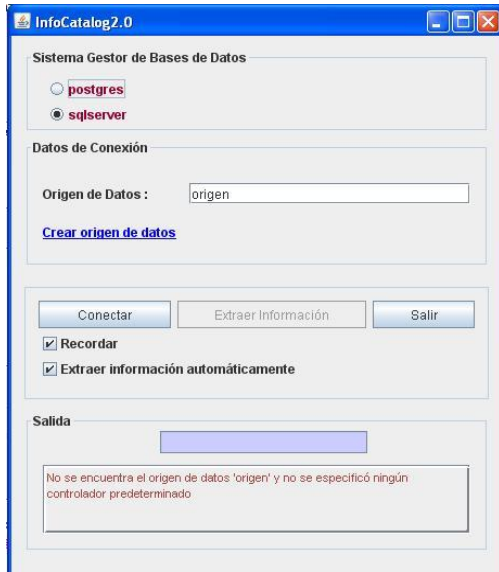 InfoCatalog2.0
Sistema Gestor de Bases de Datos
postgres
sqlserver
Datos de Conexión
Origen de Datos : origen
Crear origen de datos
Conectar Extraer Información Salir
Recordar
Extraer información automáticamente
Salida
No se encuentra el origen de datos 'origen' y no se especificó ningún
controlador predeterminado